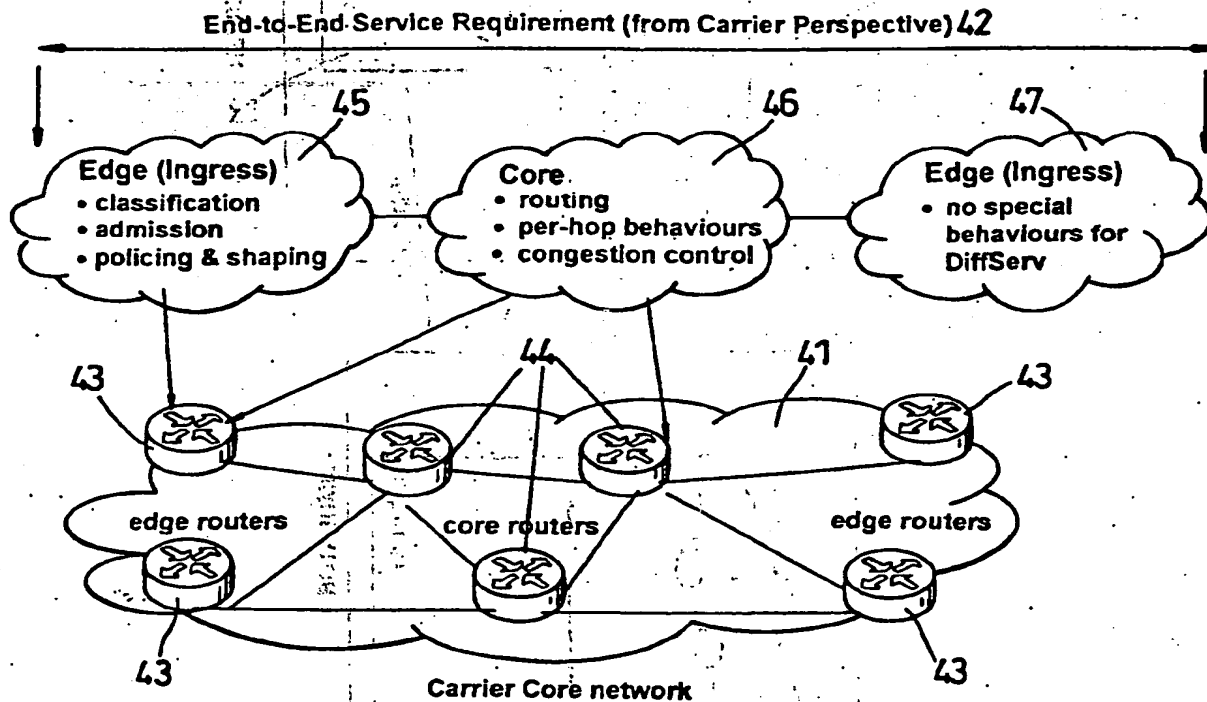 End-to-End Service Requirement (from Carrier Perspective) 42
45
46
47
Edge (Ingress)
• classification
• admission
• policing & shaping
Core
• routing
• per-hop behaviours
• congestion control
Edge (Ingress)
• no special
behaviours for
DiffServ
43
44
41
43
edge routers
core routers
edge routers
43
43
Carrier Core network